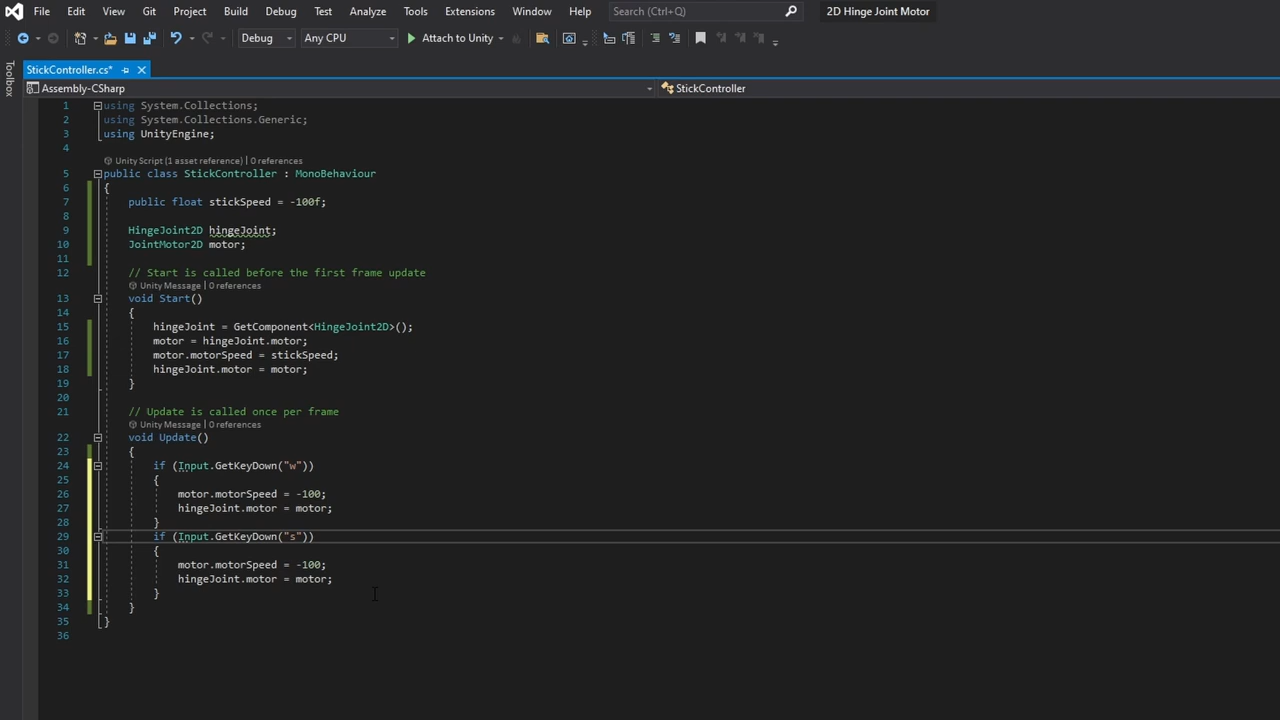 File Edit View Git Project Build Debug Test Analyze Tools Extensions Window Help Search (Ctrl+Q) 2D Hinge Joint Motor
Debug Any CPU Attach to Unity
Toolbox
StickController.cs*
Assembly-CSharp StickController
1 using System.Collections;
2 using System.Collections.Generic;
3 using UnityEngine;
4
Unity Script (1 asset reference) | 0 references
5 public class StickController : MonoBehaviour
6 {
7 public float stickSpeed = -100f;
8
9 HingeJoint2D hingeJoint;
10 JointMotor2D motor;
11
12 // Start is called before the first frame update
Unity Message | 0 references
13 void Start()
14 {
15 hingeJoint = GetComponent<HingeJoint2D>();
16 motor = hingeJoint.motor;
17 motor.motorSpeed = stickSpeed;
18 hingeJoint.motor = motor;
19 }
20
21 // Update is called once per frame
Unity Message | 0 references
22 void Update()
23 {
24 if (Input.GetKeyDown("w"))
25 {
26 motor.motorSpeed = -100;
27 hingeJoint.motor = motor;
28 }
29 if (Input.GetKeyDown("s"))
30 {
31 motor.motorSpeed = -100;
32 hingeJoint.motor = motor;
33 }
34 }
35 }
36